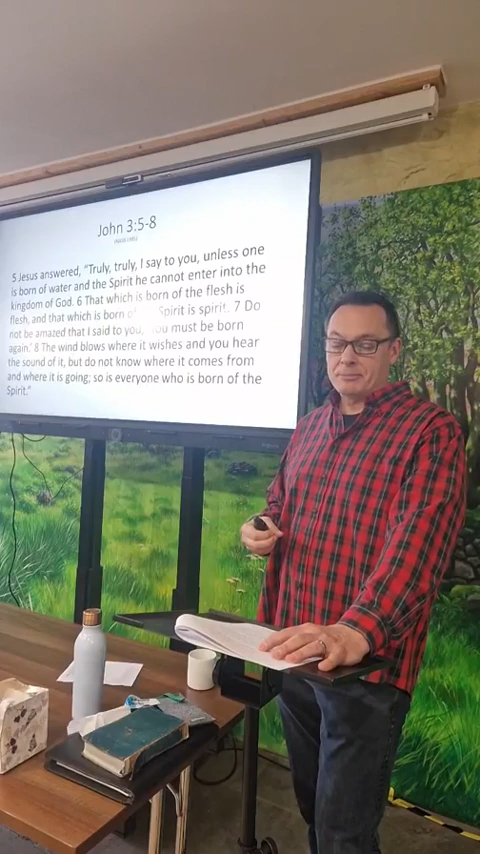 John 3:5-8
5 Jesus answered, "Truly, truly, I say to you, unless one
is born of water and the Spirit he cannot enter into the
kingdom of God. 6 That which is born of the flesh is
flesh, and that which is born of Spirit is spirit. 7 Do
not be amazed that I said to you, 'You must be born
again.' 8 The wind blows where it wishes and you hear
the sound of it, but do not know where it comes from
and where it is going; so is everyone who is born of the
Spirit."